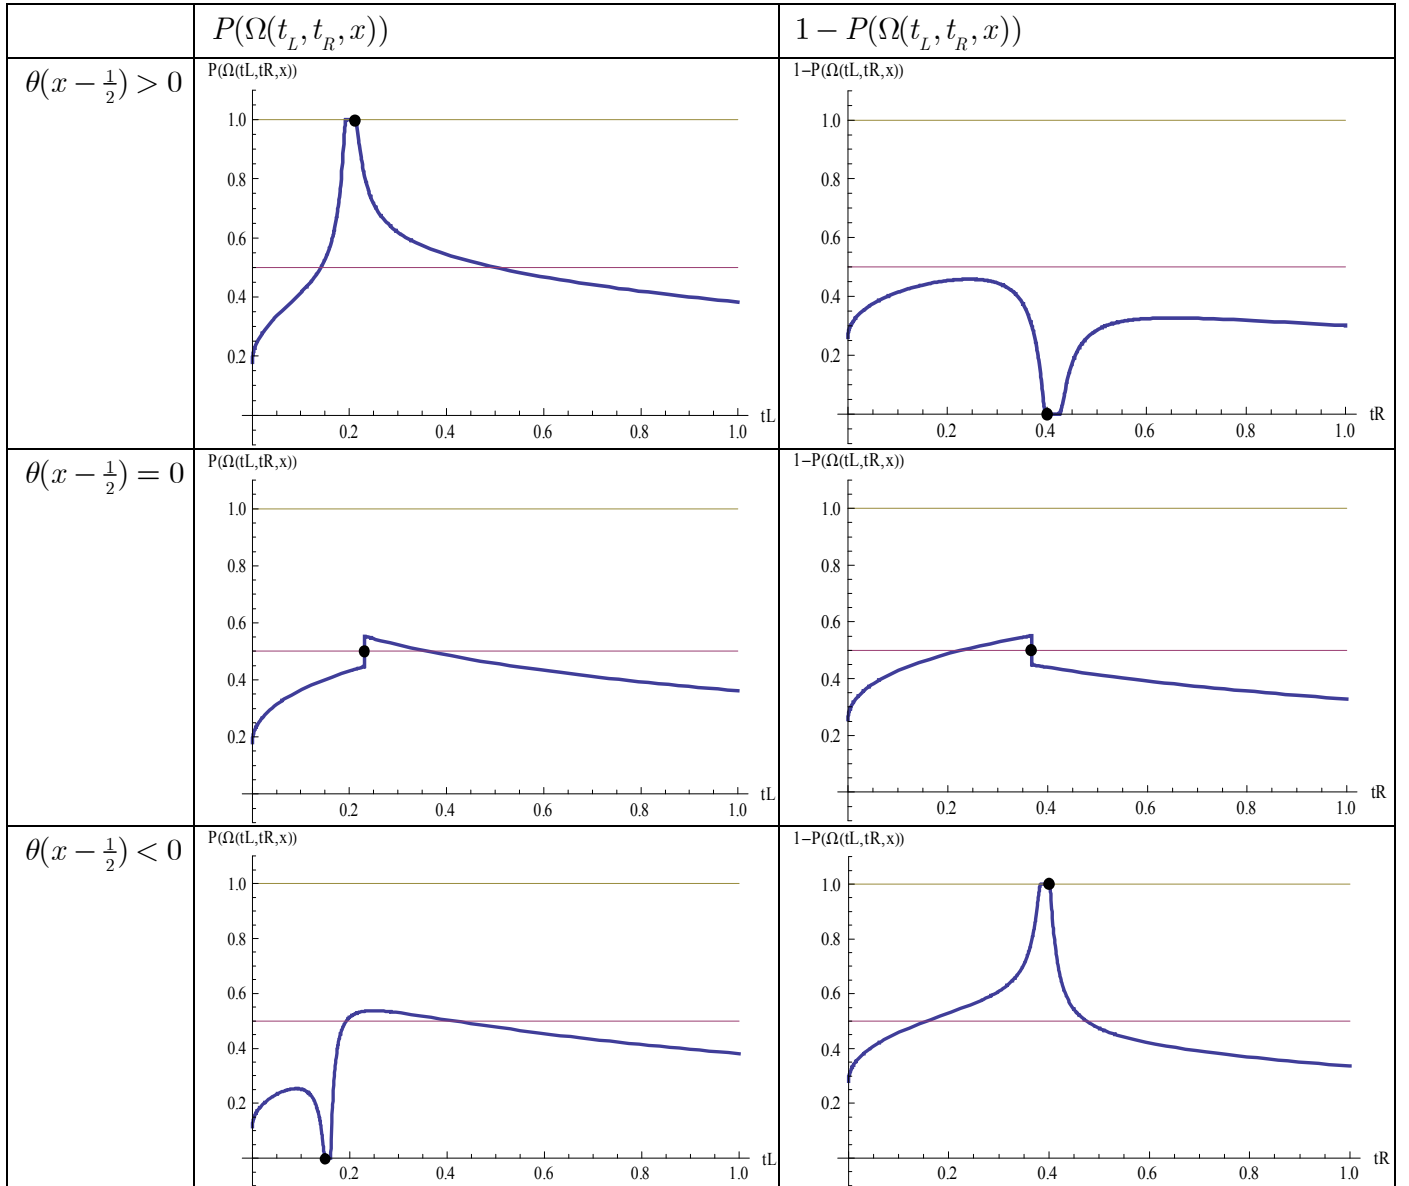 P(Ω(t_L, t_R, x))
1 − P(Ω(t_L, t_R, x))
θ(x − 1/2) > 0
P(Ω(tL,tR,x))
1.0
0.8
0.6
0.4
0.2
0.2 0.4 0.6 0.8 1.0 tL
1−P(Ω(tL,tR,x))
1.0
0.8
0.6
0.4
0.2
0.2 0.4 0.6 0.8 1.0 tR
θ(x − 1/2) = 0
P(Ω(tL,tR,x))
1.0
0.8
0.6
0.4
0.2
0.2 0.4 0.6 0.8 1.0 tL
1−P(Ω(tL,tR,x))
1.0
0.8
0.6
0.4
0.2
0.2 0.4 0.6 0.8 1.0 tR
θ(x − 1/2) < 0
P(Ω(tL,tR,x))
1.0
0.8
0.6
0.4
0.2
0.2 0.4 0.6 0.8 1.0 tL
1−P(Ω(tL,tR,x))
1.0
0.8
0.6
0.4
0.2
0.2 0.4 0.6 0.8 1.0 tR